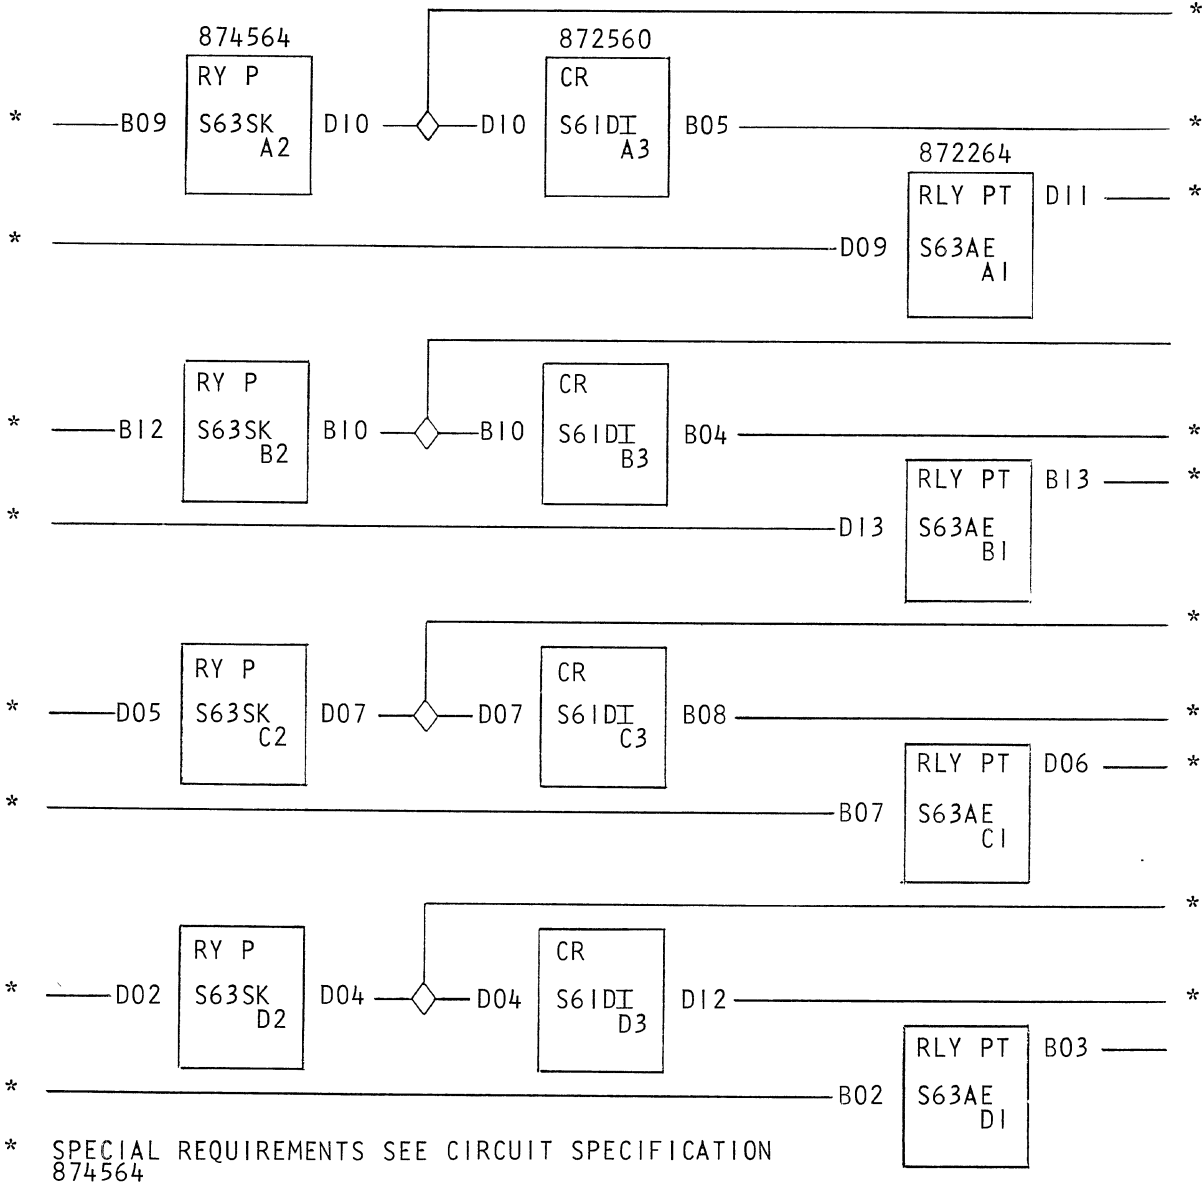 *
874564 872560
RY P CR
* B09 S63SK D10 D10 S61DI B05 *
A2 A3
872264
RLY PT D11 *
* D09 S63AE
A1
RY P CR
* B12 S63SK B10 B10 S61DI B04 *
B2 B3
RLY PT B13 *
* D13 S63AE
B1
*
RY P CR
* D05 S63SK D07 D07 S61DI B08 *
C2 C3
RLY PT D06 *
* B07 S63AE
C1
*
RY P CR
* D02 S63SK D04 D04 S61DI D12 *
D2 D3
RLY PT B03
* B02 S63AE
D1
* SPECIAL REQUIREMENTS SEE CIRCUIT SPECIFICATION
874564